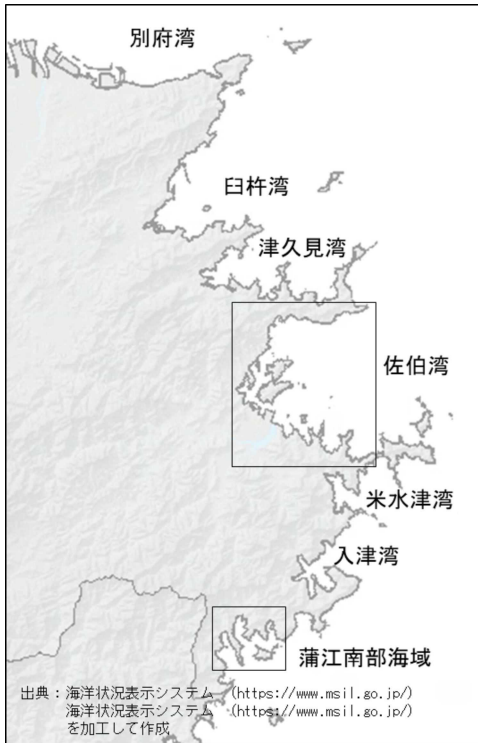 別府湾
臼杵湾
津久見湾
佐伯湾
米水津湾
入津湾
蒲江南部海域
出典：海洋状況表示システム （https://www.msil.go.jp/）
海洋状況表示システム （https://www.msil.go.jp/）
を加工して作成